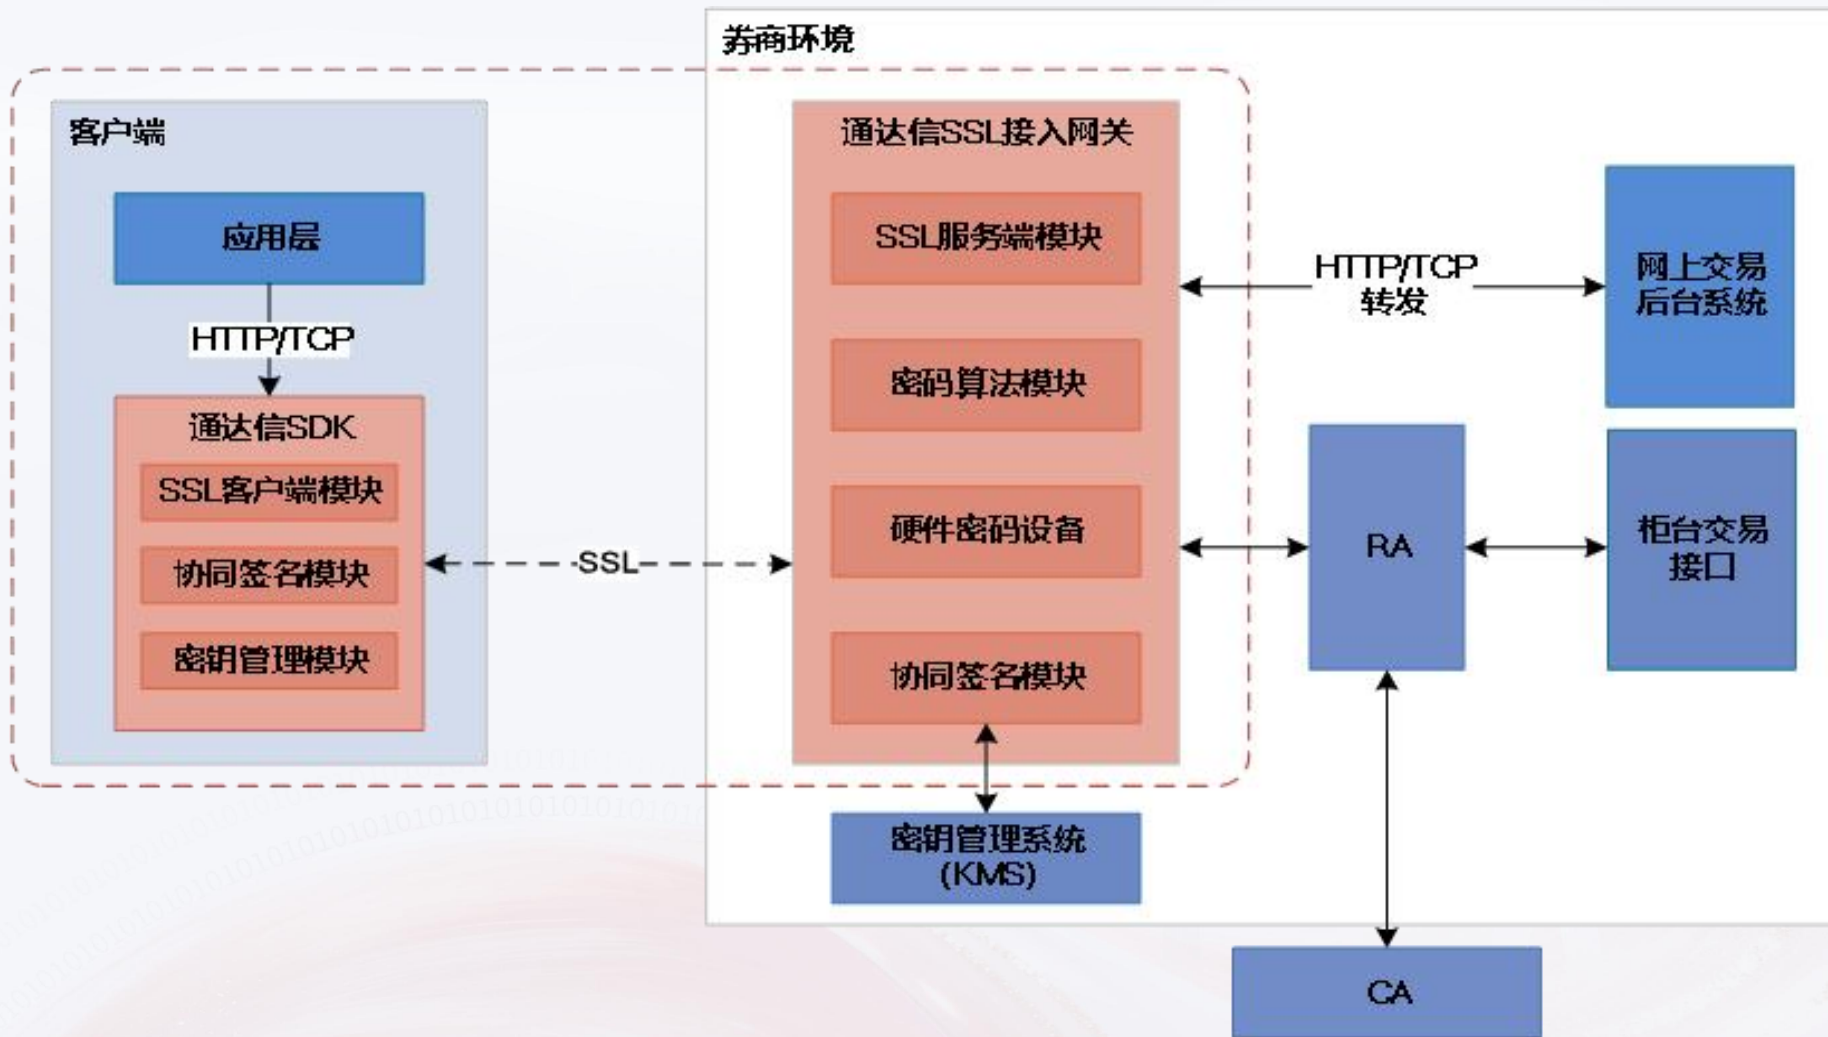 券商环境
客户端
应用层
HTTP/TCP
通达信SDK
SSL客户端模块
协同签名模块
密钥管理模块
SSL
通达信SSL接入网关
SSL服务端模块
密码算法模块
硬件密码设备
协同签名模块
密钥管理系统
(KMS)
HTTP/TCP
转发
网上交易
后台系统
RA
柜台交易
接口
CA